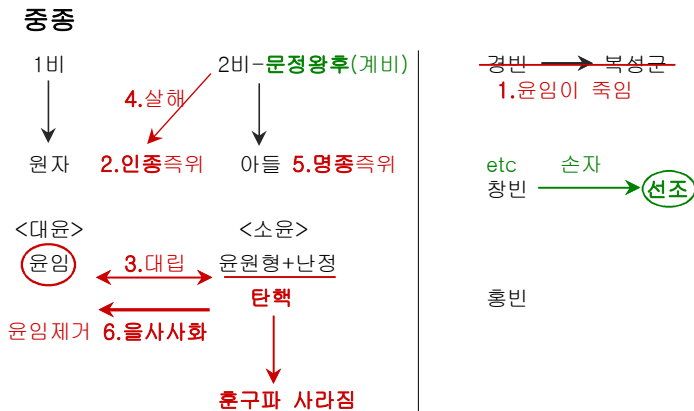 중종
1비
2비-문정왕후(계비)
경빈 복성군
4.살해
1.윤임이 죽임
원자
2.인종즉위
아들
5.명종즉위
etc
손자
창빈
선조
<대윤>
<소윤>
윤임
3.대립
윤원형+난정
탄핵
홍빈
윤임제거
6.을사사화
훈구파 사라짐